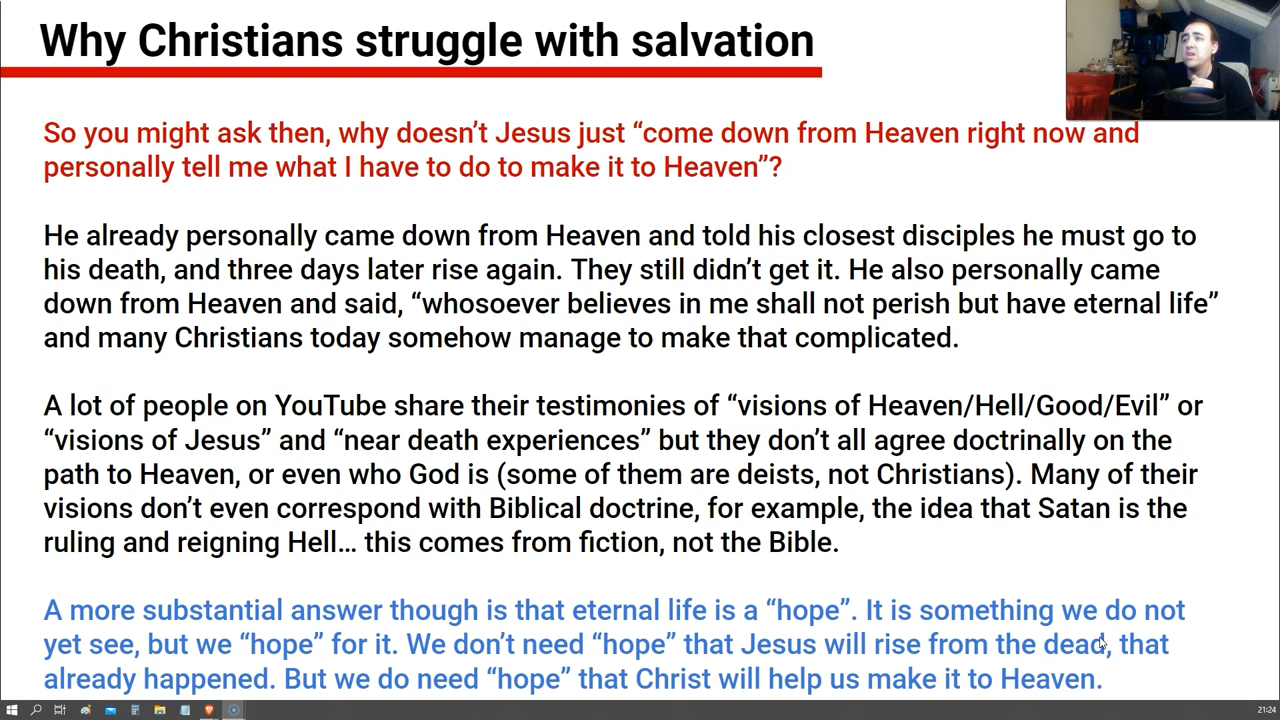 Why Christians struggle with salvation
So you might ask then, why doesn’t Jesus just “come down from Heaven right now and
personally tell me what I have to do to make it to Heaven”?
He already personally came down from Heaven and told his closest disciples he must go to
his death, and three days later rise again. They still didn’t get it. He also personally came
down from Heaven and said, “whosoever believes in me shall not perish but have eternal life”
and many Christians today somehow manage to make that complicated.
A lot of people on YouTube share their testimonies of “visions of Heaven/Hell/Good/Evil” or
“visions of Jesus” and “near death experiences” but they don’t all agree doctrinally on the
path to Heaven, or even who God is (some of them are deists, not Christians). Many of their
visions don’t even correspond with Biblical doctrine, for example, the idea that Satan is the
ruling and reigning Hell… this comes from fiction, not the Bible.
A more substantial answer though is that eternal life is a “hope”. It is something we do not
yet see, but we “hope” for it. We don’t need “hope” that Jesus will rise from the dead, that
already happened. But we do need “hope” that Christ will help us make it to Heaven.
21:24